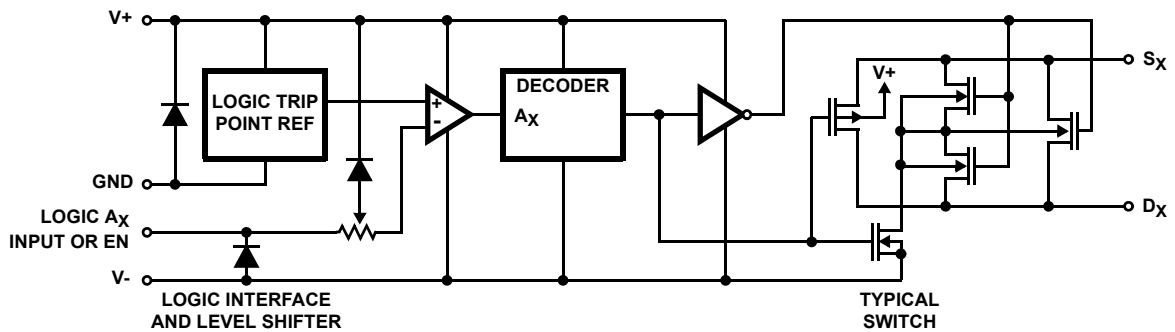 V+
LOGIC TRIP
POINT REF
GND
LOGIC AX
INPUT OR EN
V-
LOGIC INTERFACE
AND LEVEL SHIFTER
+
-
DECODER
AX
V+
SX
DX
TYPICAL
SWITCH